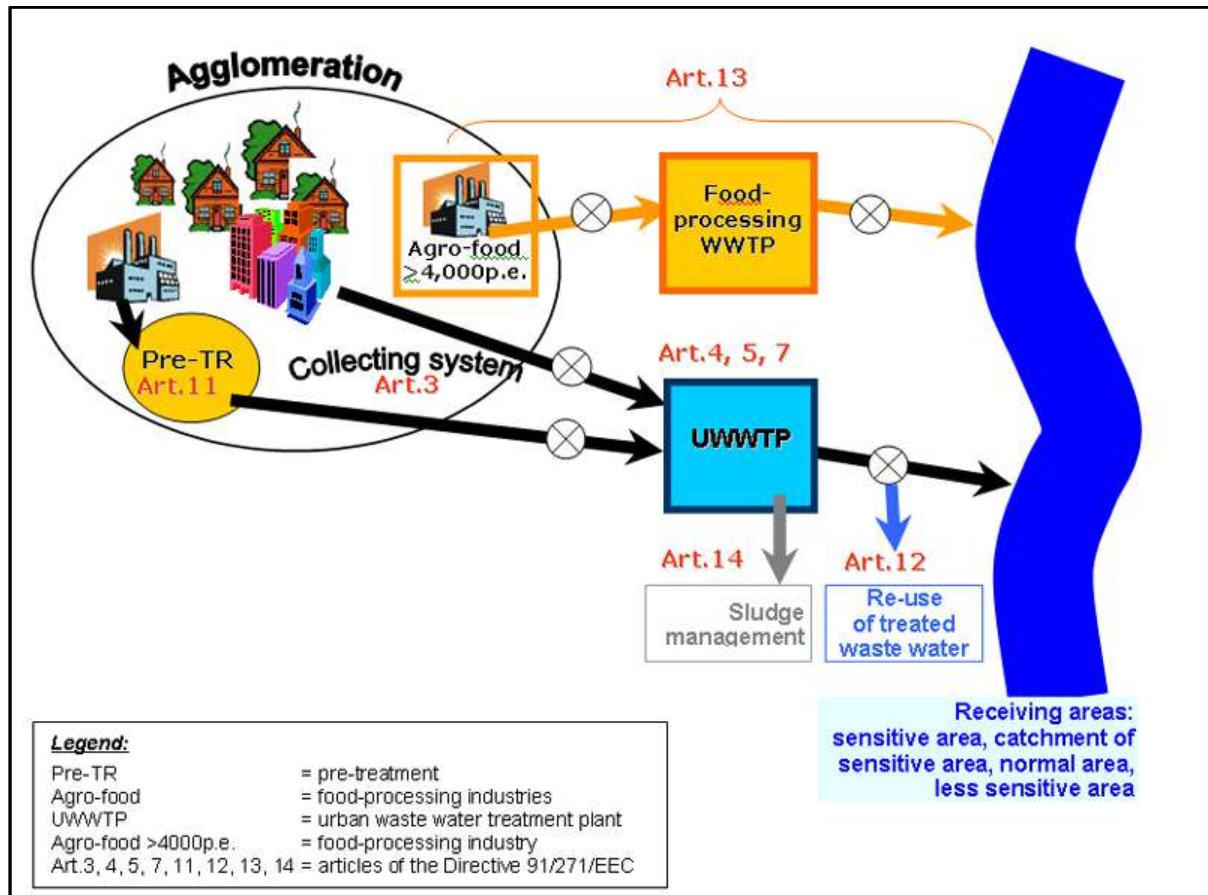 Agglomeration
Art.13
Agro-food
≥4,000p.e.
Food-
processing
WWTP
Pre-TR
Art.11
Collecting system
Art.3
Art.4, 5, 7
UWWTP
Art.14
Sludge
management
Art.12
Re-use
of treated
waste water
Receiving areas:
sensitive area, catchment of
sensitive area, normal area,
less sensitive area
Legend:
Pre-TR = pre-treatment
Agro-food = food-processing industries
UWWTP = urban waste water treatment plant
Agro-food >4000p.e. = food-processing industry
Art.3, 4, 5, 7, 11, 12, 13, 14 = articles of the Directive 91/271/EEC